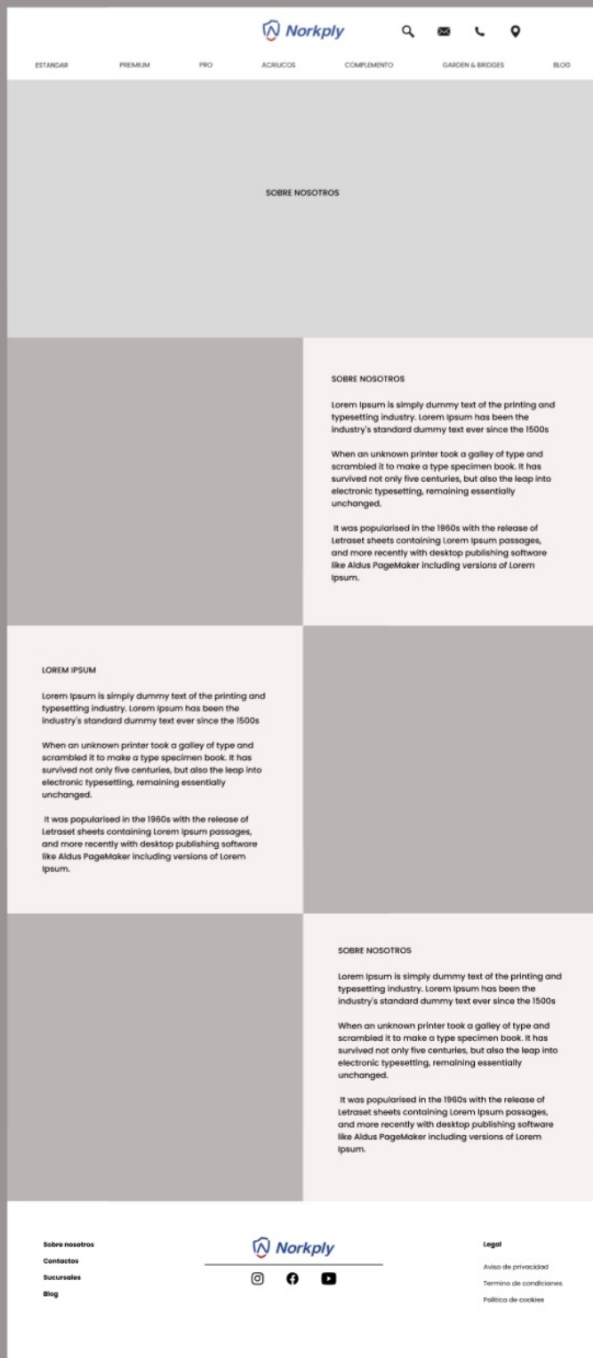 Norkply
ESTANDAR PREMIUM PRO ACRILICOS COMPLEMENTO GARDEN & BRIDGES BLOG
SOBRE NOSOTROS
SOBRE NOSOTROS
Lorem Ipsum is simply dummy text of the printing and
typesetting industry. Lorem Ipsum has been the
industry's standard dummy text ever since the 1500s
When an unknown printer took a galley of type and
scrambled it to make a type specimen book. It has
survived not only five centuries, but also the leap into
electronic typesetting, remaining essentially
unchanged.
It was popularised in the 1960s with the release of
Letraset sheets containing Lorem Ipsum passages,
and more recently with desktop publishing software
like Aldus PageMaker including versions of Lorem
Ipsum.
LOREM IPSUM
Lorem Ipsum is simply dummy text of the printing and
typesetting industry. Lorem Ipsum has been the
industry's standard dummy text ever since the 1500s
When an unknown printer took a galley of type and
scrambled it to make a type specimen book. It has
survived not only five centuries, but also the leap into
electronic typesetting, remaining essentially
unchanged.
It was popularised in the 1960s with the release of
Letraset sheets containing Lorem Ipsum passages,
and more recently with desktop publishing software
like Aldus PageMaker including versions of Lorem
Ipsum.
SOBRE NOSOTROS
Lorem Ipsum is simply dummy text of the printing and
typesetting industry. Lorem Ipsum has been the
industry's standard dummy text ever since the 1500s
When an unknown printer took a galley of type and
scrambled it to make a type specimen book. It has
survived not only five centuries, but also the leap into
electronic typesetting, remaining essentially
unchanged.
It was popularised in the 1960s with the release of
Letraset sheets containing Lorem Ipsum passages,
and more recently with desktop publishing software
like Aldus PageMaker including versions of Lorem
Ipsum.
Sobre nosotros
Contactos
Sucursales
Blog
Norkply
Legal
Aviso de privacidad
Termino de condiciones
Politica de cookies